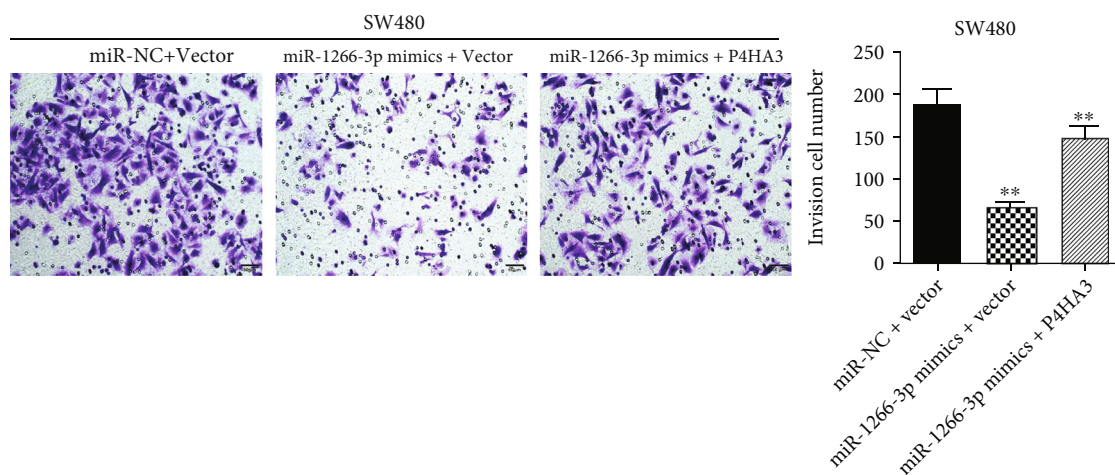 SW480
miR-NC+Vector
miR-1266-3p mimics + Vector
miR-1266-3p mimics + P4HA3
SW480
Invision cell number
250
200
150
100
50
0
**
**
miR-NC + vector
miR-1266-3p mimics + vector
miR-1266-3p mimics + P4HA3